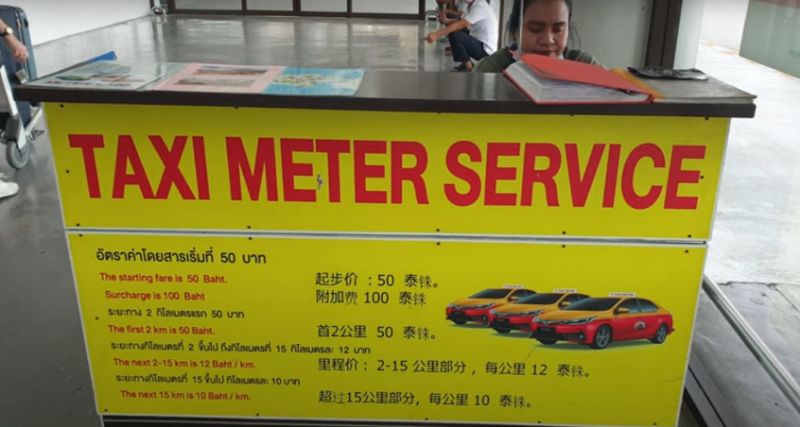 TAXI METER SERVICE
อัตราค่าโดยสารเริ่มที่ 50 บาท
The starting fare is 50 Baht.
起步价 :50 泰铢。
Surcharge is 100 Baht
附加费 100 泰铢
ระยะทาง 2 กิโลเมตรแรก 50 บาท
The first 2 km is 50 Baht.
首2公里 50 泰铢。
ระยะทางกิโลเมตรที่ 2 ขึ้นไป ถึงกิโลเมตรที่ 15 กิโลเมตรละ 12 บาท
The next 2-15 km is 12 Baht / km.
里程价: 2-15 公里部分 ,每公里 12 泰铢。
ระยะทางกิโลเมตรที่ 15 ขึ้นไป กิโลเมตรละ 10 บาท
The next 15 km is 10 Baht / km.
超过15公里部分,每公里 10 泰铢。